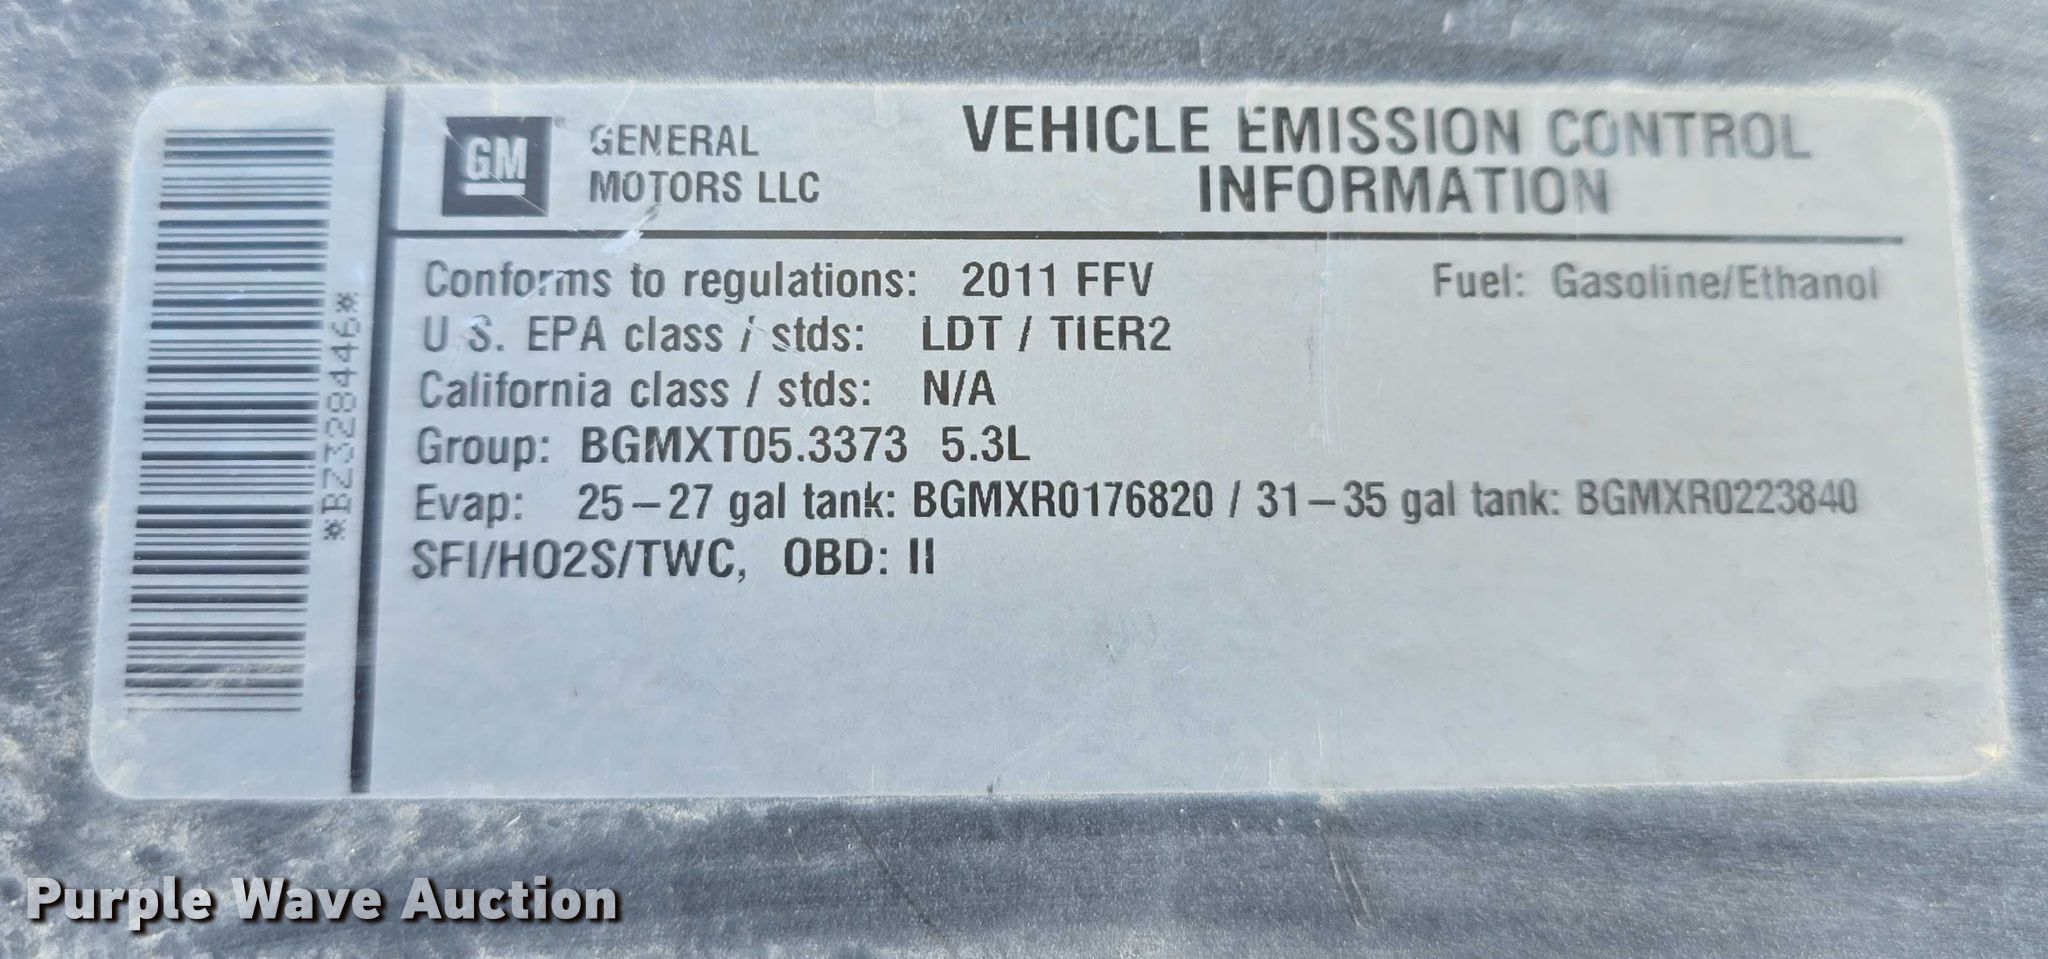 *BZ328446*
GM
GENERAL
MOTORS LLC
VEHICLE EMISSION CONTROL
INFORMATION
Conforms to regulations: 2011 FFV Fuel: Gasoline/Ethanol
U.S. EPA class / stds: LDT / TIER2
California class / stds: N/A
Group: BGMXT05.3373 5.3L
Evap: 25-27 gal tank: BGMXR0176820 / 31-35 gal tank: BGMXR0223840
SFI/HO2S/TWC, OBD: II
Purple Wave Auction